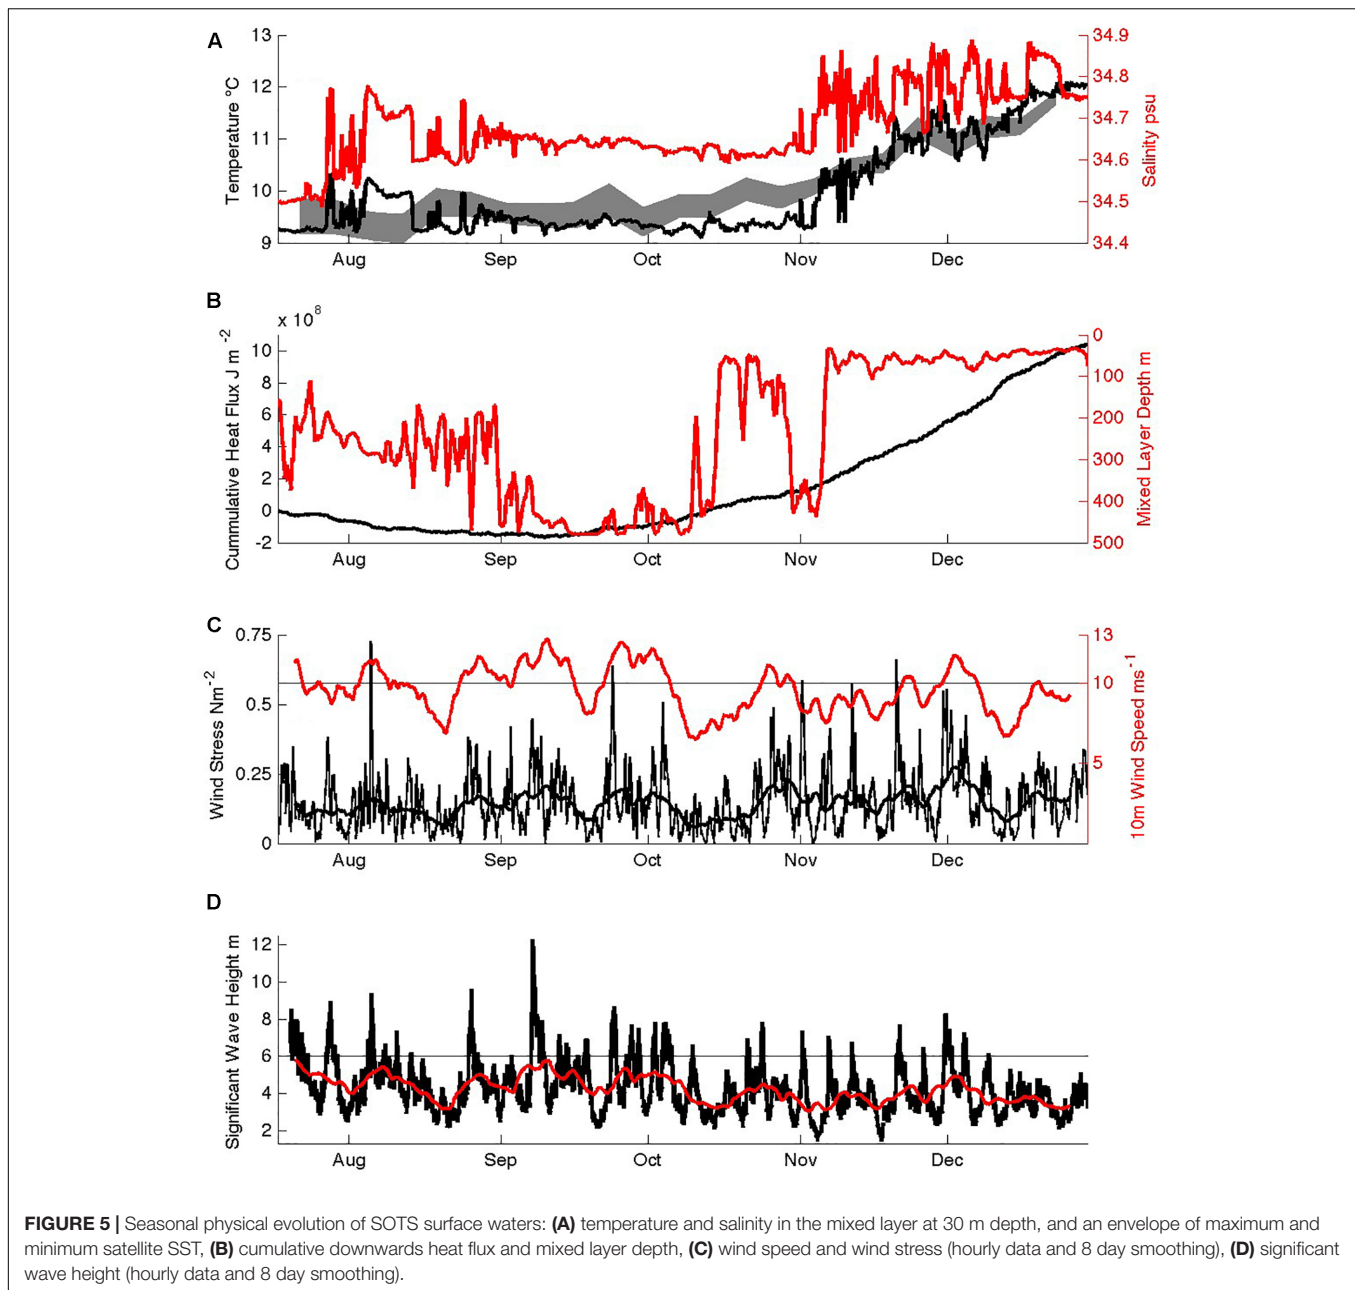 A
13
12
11
10
9
Temperature °C
34.9
34.8
34.7
34.6
34.5
34.4
Salinity psu
Aug Sep Oct Nov Dec
B
x 10^8
10
8
6
4
2
0
-2
Cummulative Heat Flux J m^-2
0
100
200
300
400
500
Mixed Layer Depth m
Aug Sep Oct Nov Dec
C
0.75
0.5
0.25
0
Wind Stress Nm^-2
13
10
5
10m Wind Speed ms^-1
Aug Sep Oct Nov Dec
D
12
10
8
6
4
2
Significant Wave Height m
Aug Sep Oct Nov Dec
FIGURE 5 | Seasonal physical evolution of SOTS surface waters: (A) temperature and salinity in the mixed layer at 30 m depth, and an envelope of maximum and
minimum satellite SST, (B) cumulative downwards heat flux and mixed layer depth, (C) wind speed and wind stress (hourly data and 8 day smoothing), (D) significant
wave height (hourly data and 8 day smoothing).